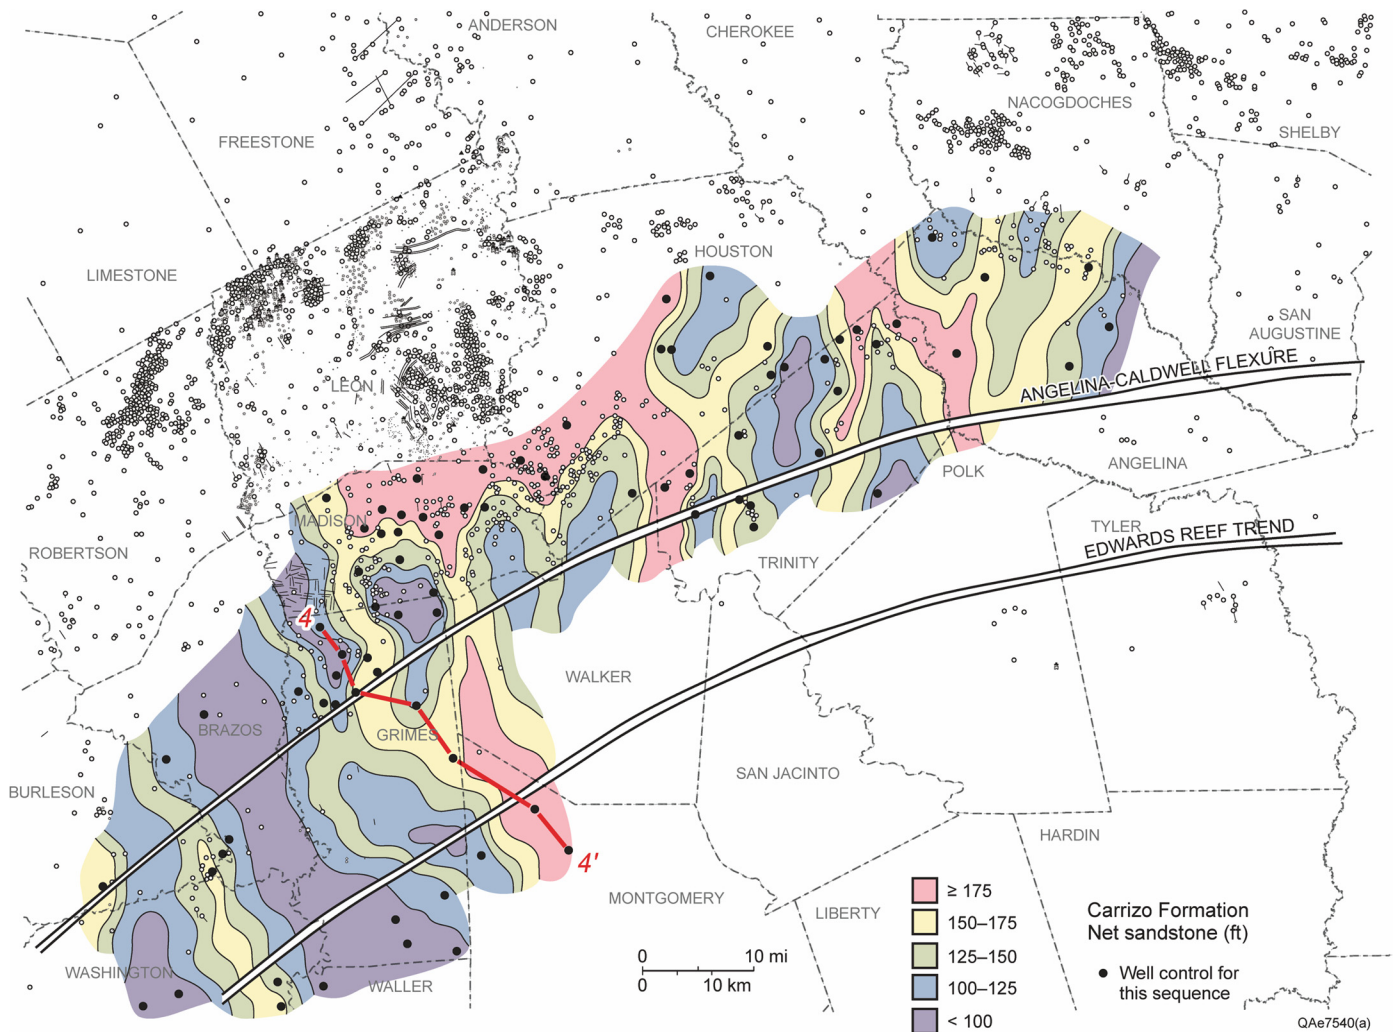 ANDERSON
CHEROKEE
NACOGDOCHES
SHELBY
FREESTONE
HOUSTON
LIMESTONE
SAN
AUGUSTINE
LEON
ANGELINA-CALDWELL FLEXURE
POLK
ANGELINA
MADISON
TYLER
EDWARDS REEF TREND
ROBERTSON
TRINITY
4
WALKER
BRAZOS
GRIMES
SAN JACINTO
BURLESON
HARDIN
4'
MONTGOMERY
LIBERTY
WASHINGTON
WALLER
0 10 mi
0 10 km
≥ 175
150–175
125–150
100–125
< 100
Carrizo Formation
Net sandstone (ft)
Well control for
this sequence
QAe7540(a)